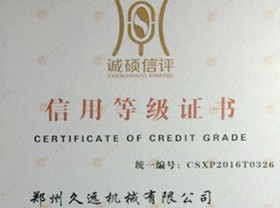 诚硕信评
CHENGSHUO XINPING
信用等级证书
CERTIFICATE OF CREDIT GRADE
统一编号：CSXP2016T0326
郑州久远机械有限公司